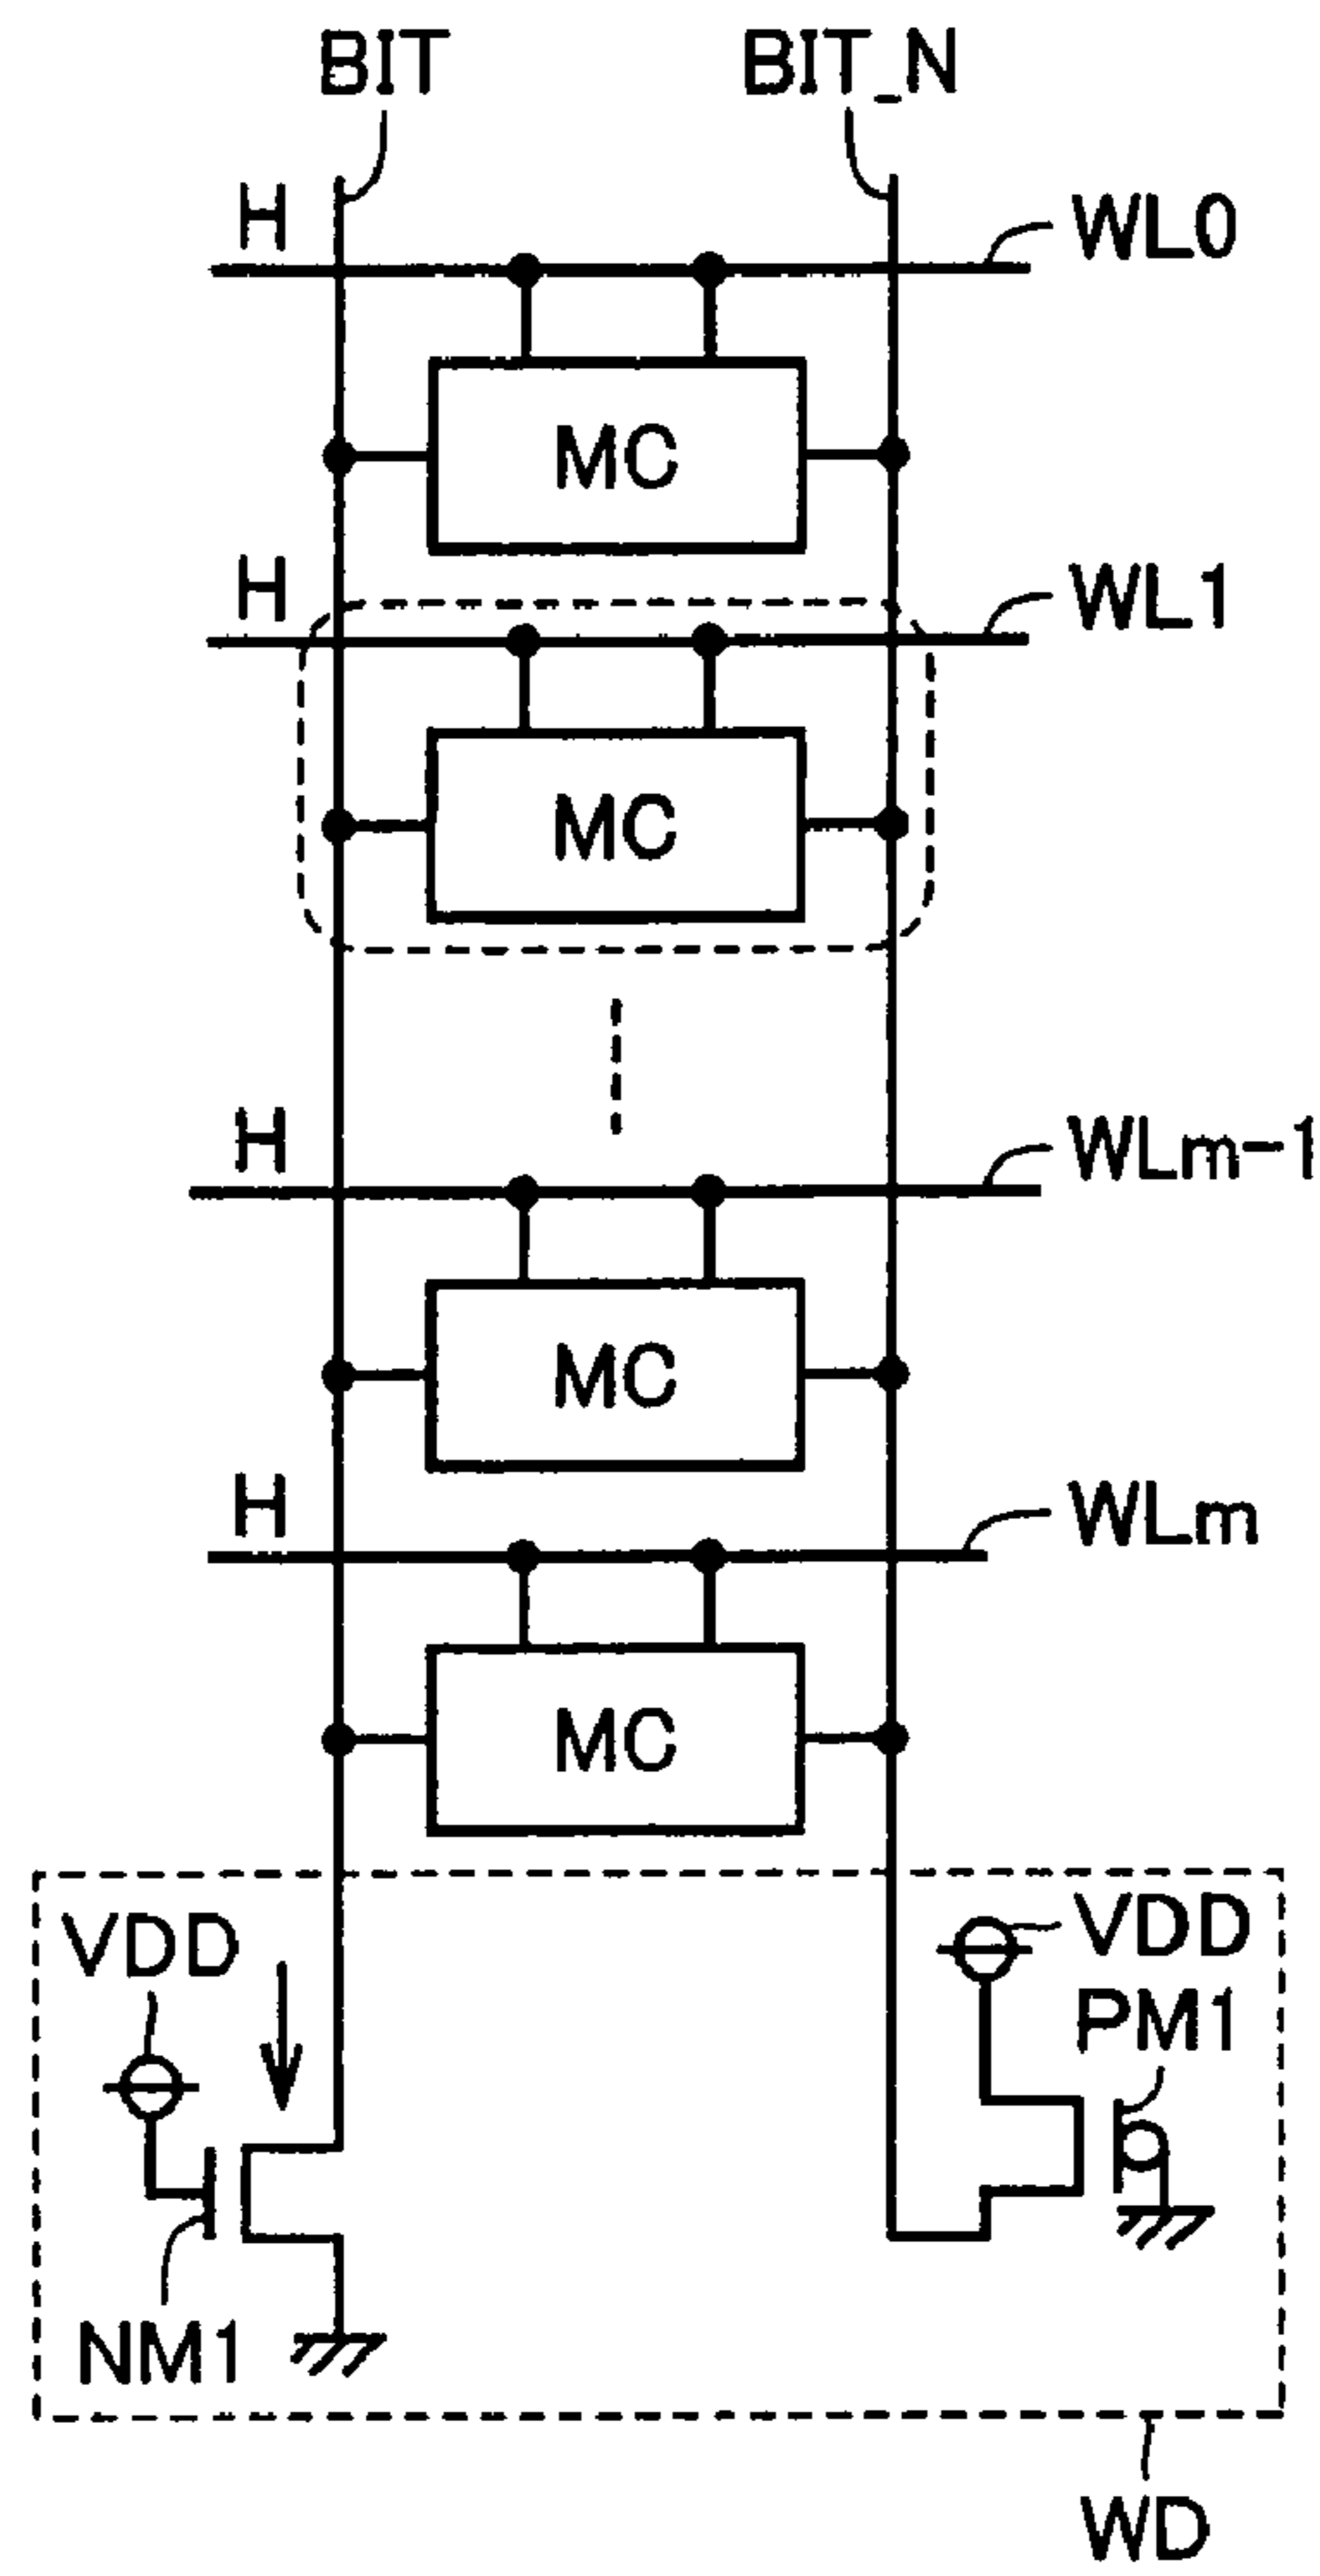 BIT BIT_N
H WL0
MC
H WL1
MC
H WLm-1
MC
H WLm
MC
VDD VDD
PM1
NM1
WD